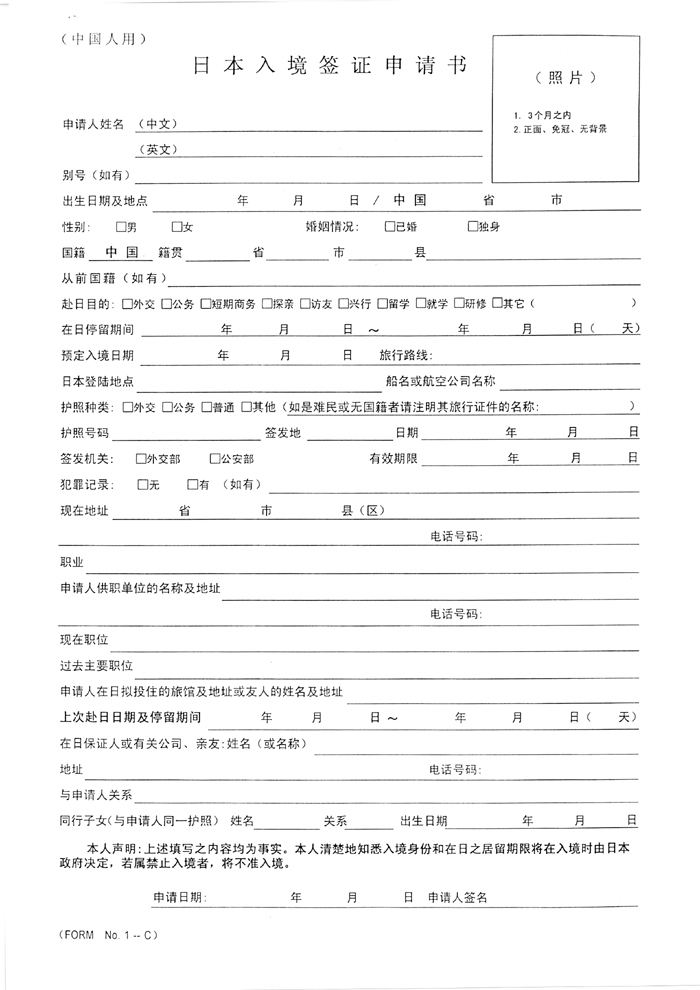 （中国人用）
日本入境签证申请书
（照片）
1. 3个月之内
2. 正面、免冠、无背景
申请人姓名 （中文）
（英文）
别号（如有）
出生日期及地点 年 月 日 / 中国 省 市
性别: □男 □女 婚姻情况: □已婚 □独身
国籍 中国 籍贯 省 市 县
从前国籍（如有）
赴日目的: □外交 □公务 □短期商务 □探亲 □访友 □兴行 □留学 □就学 □研修 □其它（ ）
在日停留期间 年 月 日 ～ 年 月 日（ 天）
预定入境日期 年 月 日 旅行路线:
日本登陆地点 船名或航空公司名称
护照种类: □外交 □公务 □普通 □其他（如是难民或无国籍者请注明其旅行证件的名称: ）
护照号码 签发地 日期 年 月 日
签发机关: □外交部 □公安部 有效期限 年 月 日
犯罪记录: □无 □有 （如有）
现在地址 省 市 县（区）
电话号码:
职业
申请人供职单位的名称及地址
电话号码:
现在职位
过去主要职位
申请人在日拟投住的旅馆及地址或友人的姓名及地址
上次赴日日期及停留期间 年 月 日～ 年 月 日（ 天）
在日保证人或有关公司、亲友:姓名（或名称）
地址 电话号码:
与申请人关系
同行子女（与申请人同一护照） 姓名 关系 出生日期 年 月 日
本人声明:上述填写之内容均为事实。本人清楚地知悉入境身份和在日之居留期限将在入境时由日本
政府决定，若属禁止入境者，将不准入境。
申请日期: 年 月 日 申请人签名
（FORM No. 1 -- C）